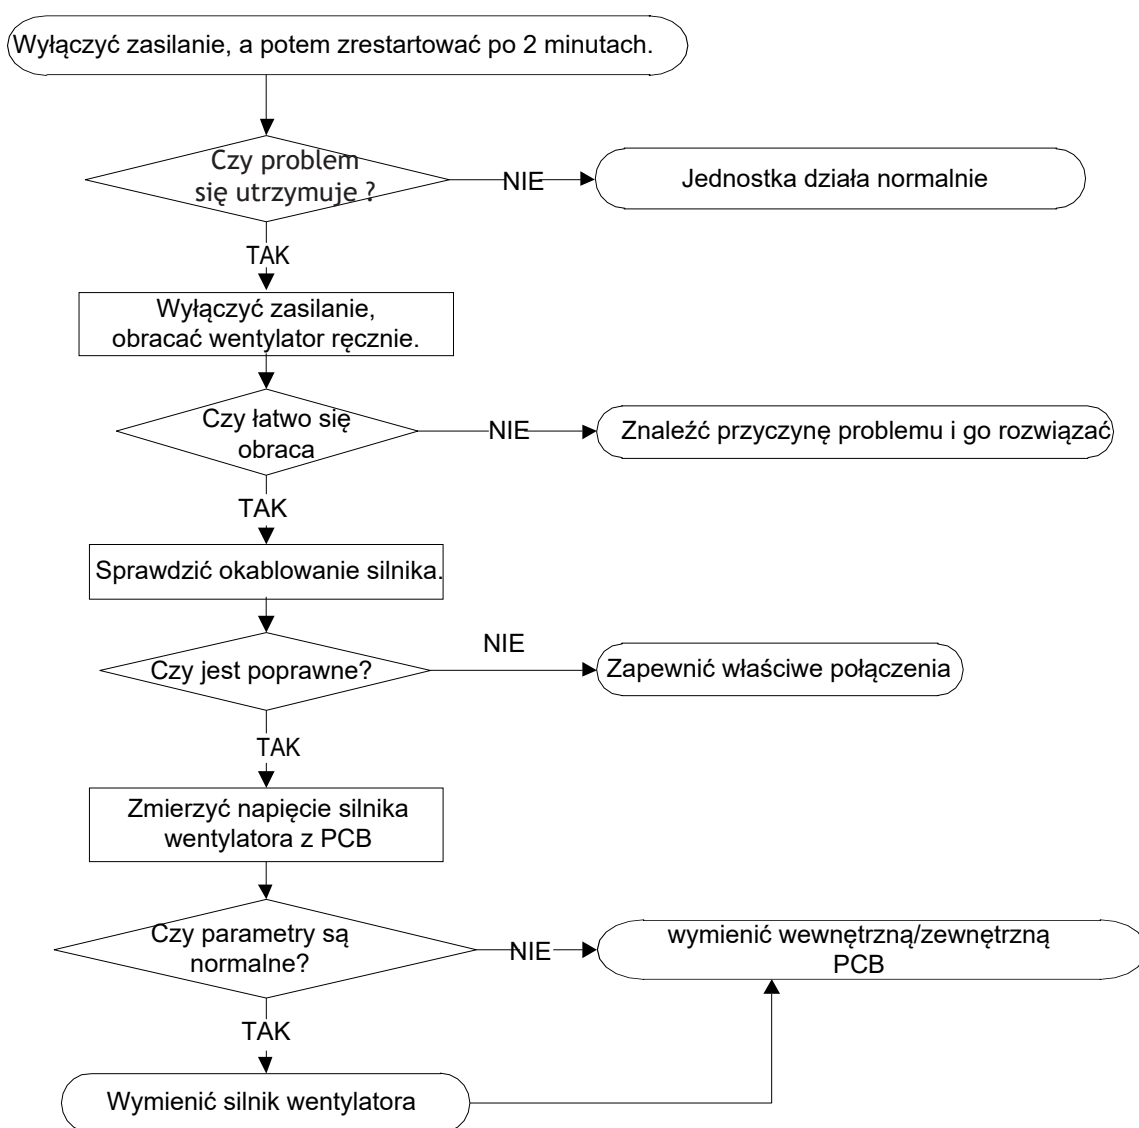 Wyłączyć zasilanie, a potem zrestartować po 2 minutach.
Czy problem
się utrzymuje ?
NIE
Jednostka działa normalnie
TAK
Wyłączyć zasilanie,
obracać wentylator ręcznie.
Czy łatwo się
obraca
NIE
Znaleźć przyczynę problemu i go rozwiązać
TAK
Sprawdzić okablowanie silnika.
Czy jest poprawne?
NIE
Zapewnić właściwe połączenia
TAK
Zmierzyć napięcie silnika
wentylatora z PCB
Czy parametry są
normalne?
NIE
wymienić wewnętrzną/zewnętrzną
PCB
TAK
Wymienić silnik wentylatora